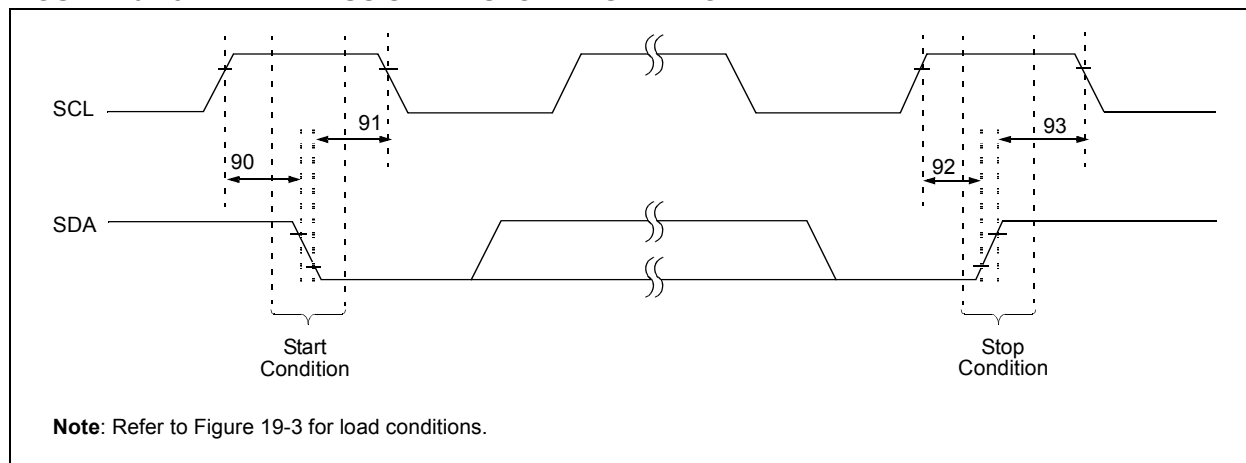 SCL
91
93
90
92
SDA
Start
Condition
Stop
Condition
Note: Refer to Figure 19-3 for load conditions.